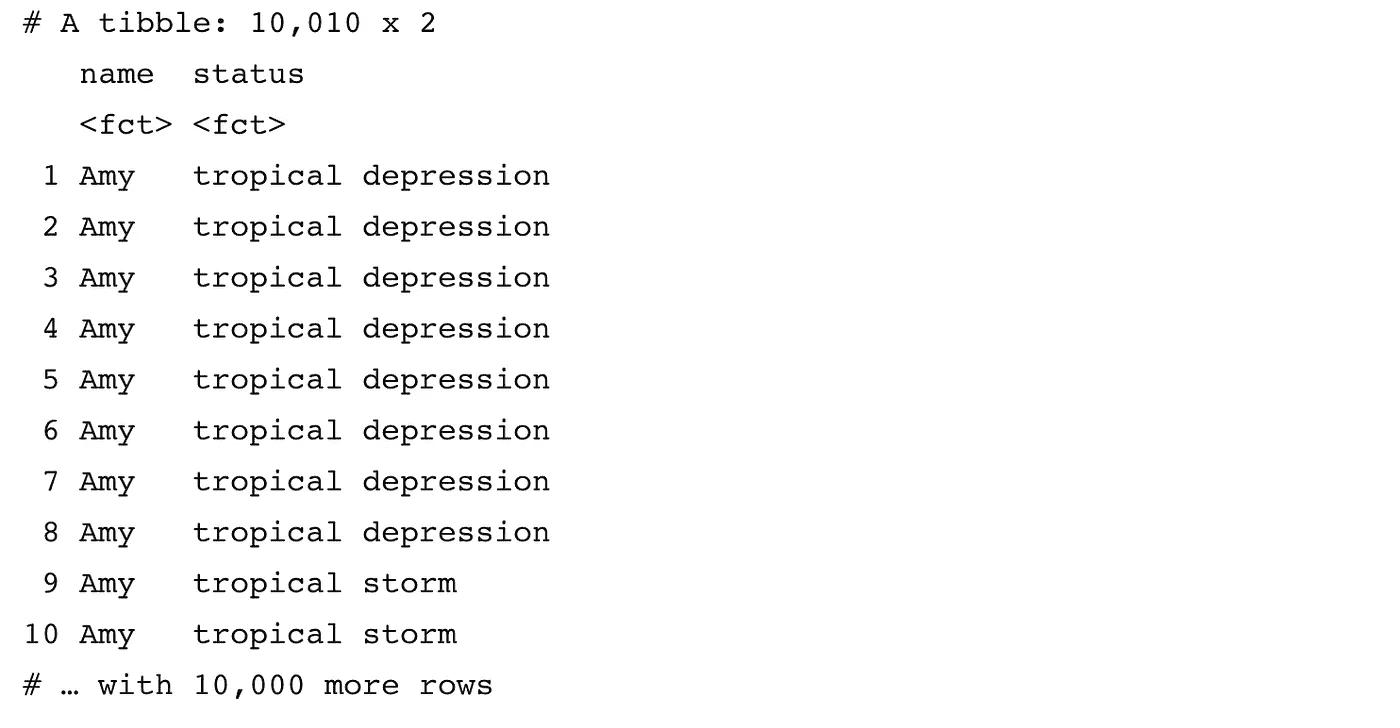 # A tibble: 10,010 x 2
   name  status
   <fct> <fct>
 1 Amy   tropical depression
 2 Amy   tropical depression
 3 Amy   tropical depression
 4 Amy   tropical depression
 5 Amy   tropical depression
 6 Amy   tropical depression
 7 Amy   tropical depression
 8 Amy   tropical depression
 9 Amy   tropical storm
10 Amy   tropical storm
# … with 10,000 more rows